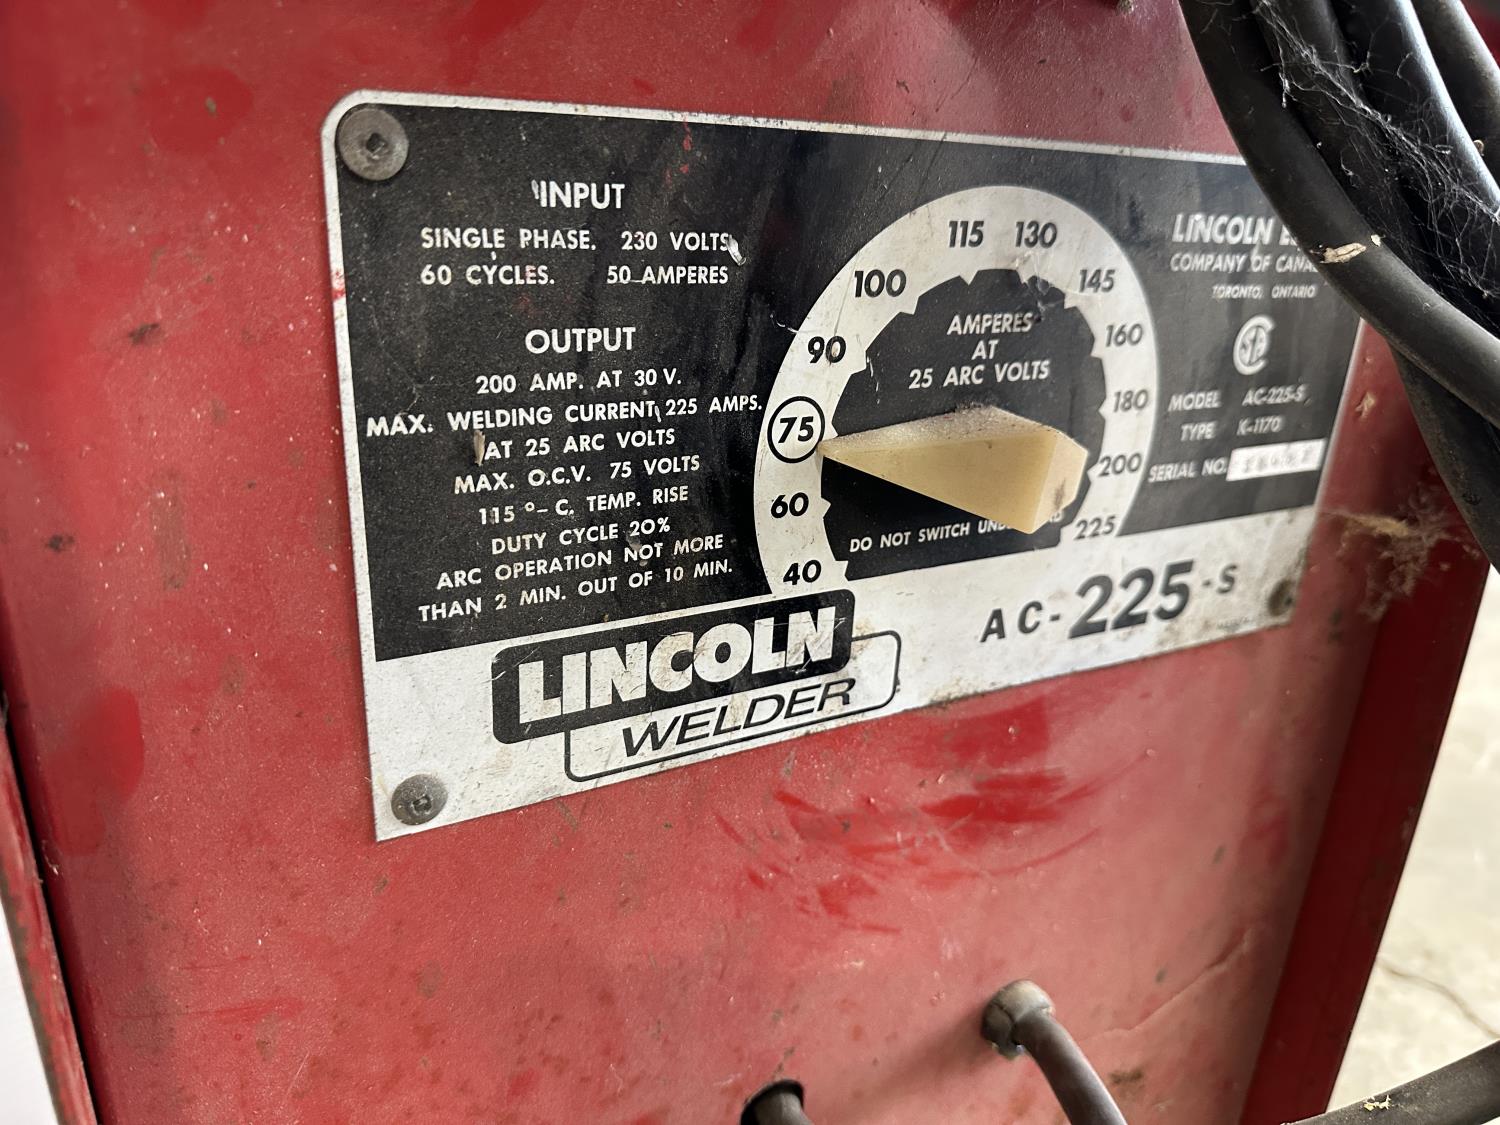 INPUT
SINGLE PHASE. 230 VOLTS
60 CYCLES. 50 AMPERES
OUTPUT
200 AMP. AT 30 V.
MAX. WELDING CURRENT 225 AMPS.
AT 25 ARC VOLTS
MAX. O.C.V. 75 VOLTS
115 °- C. TEMP. RISE
DUTY CYCLE 20%
ARC OPERATION NOT MORE
THAN 2 MIN. OUT OF 10 MIN.
40
60
75
90
100
115
130
145
160
180
200
225
AMPERES
AT
25 ARC VOLTS
DO NOT SWITCH
LINCOLN
COMPANY OF
TORONTO, ONTARIO
MODEL AC-225-S
TYPE K-1170
SERIAL NO.
LINCOLN
WELDER
AC-225-S